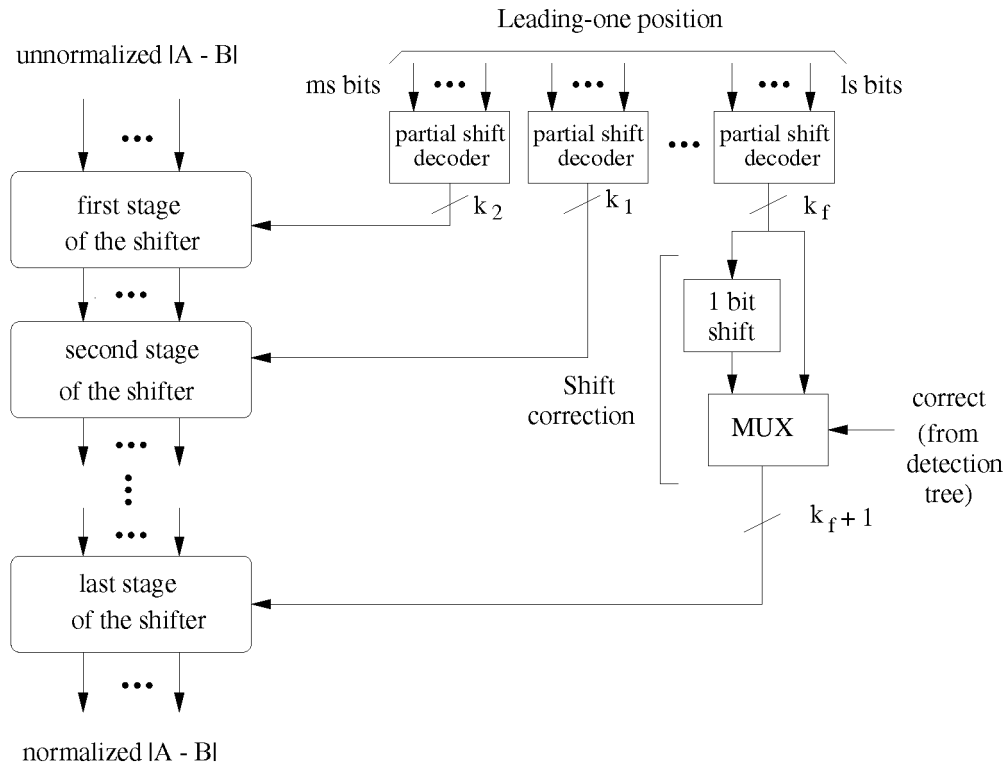 Leading-one position
unnormalized |A - B|
ms bits
ls bits
partial shift
decoder
partial shift
decoder
partial shift
decoder
k 2
k 1
k f
first stage
of the shifter
1 bit
shift
second stage
of the shifter
Shift
correction
MUX
correct
(from
detection
tree)
k f + 1
last stage
of the shifter
normalized |A - B|